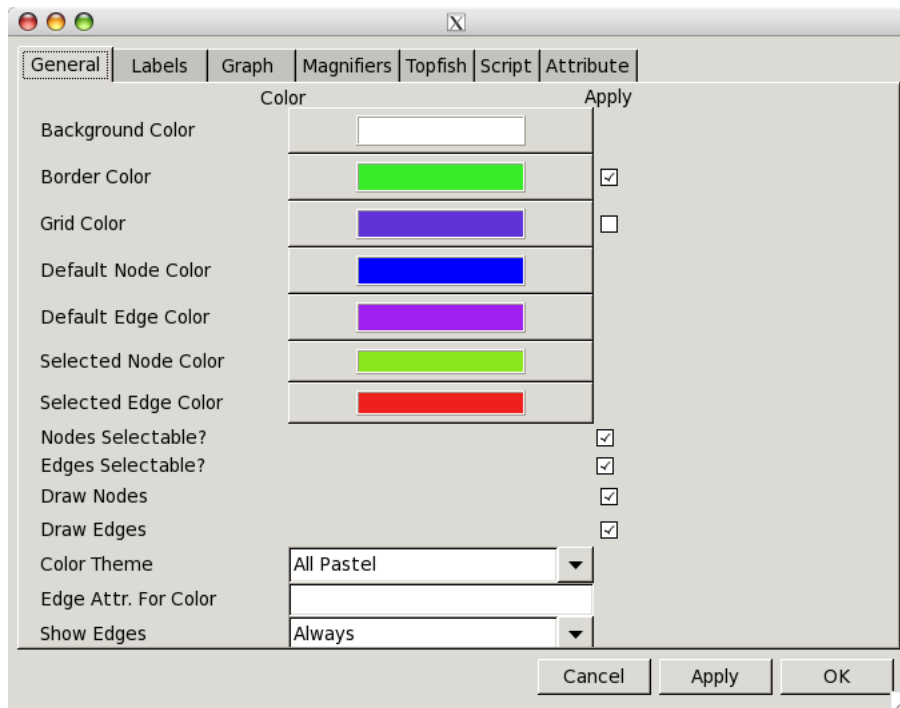 X
General Labels Graph Magnifiers Topfish Script Attribute
Color Apply
Background Color
Border Color
Grid Color
Default Node Color
Default Edge Color
Selected Node Color
Selected Edge Color
Nodes Selectable?
Edges Selectable?
Draw Nodes
Draw Edges
Color Theme All Pastel
Edge Attr. For Color
Show Edges Always
Cancel Apply OK